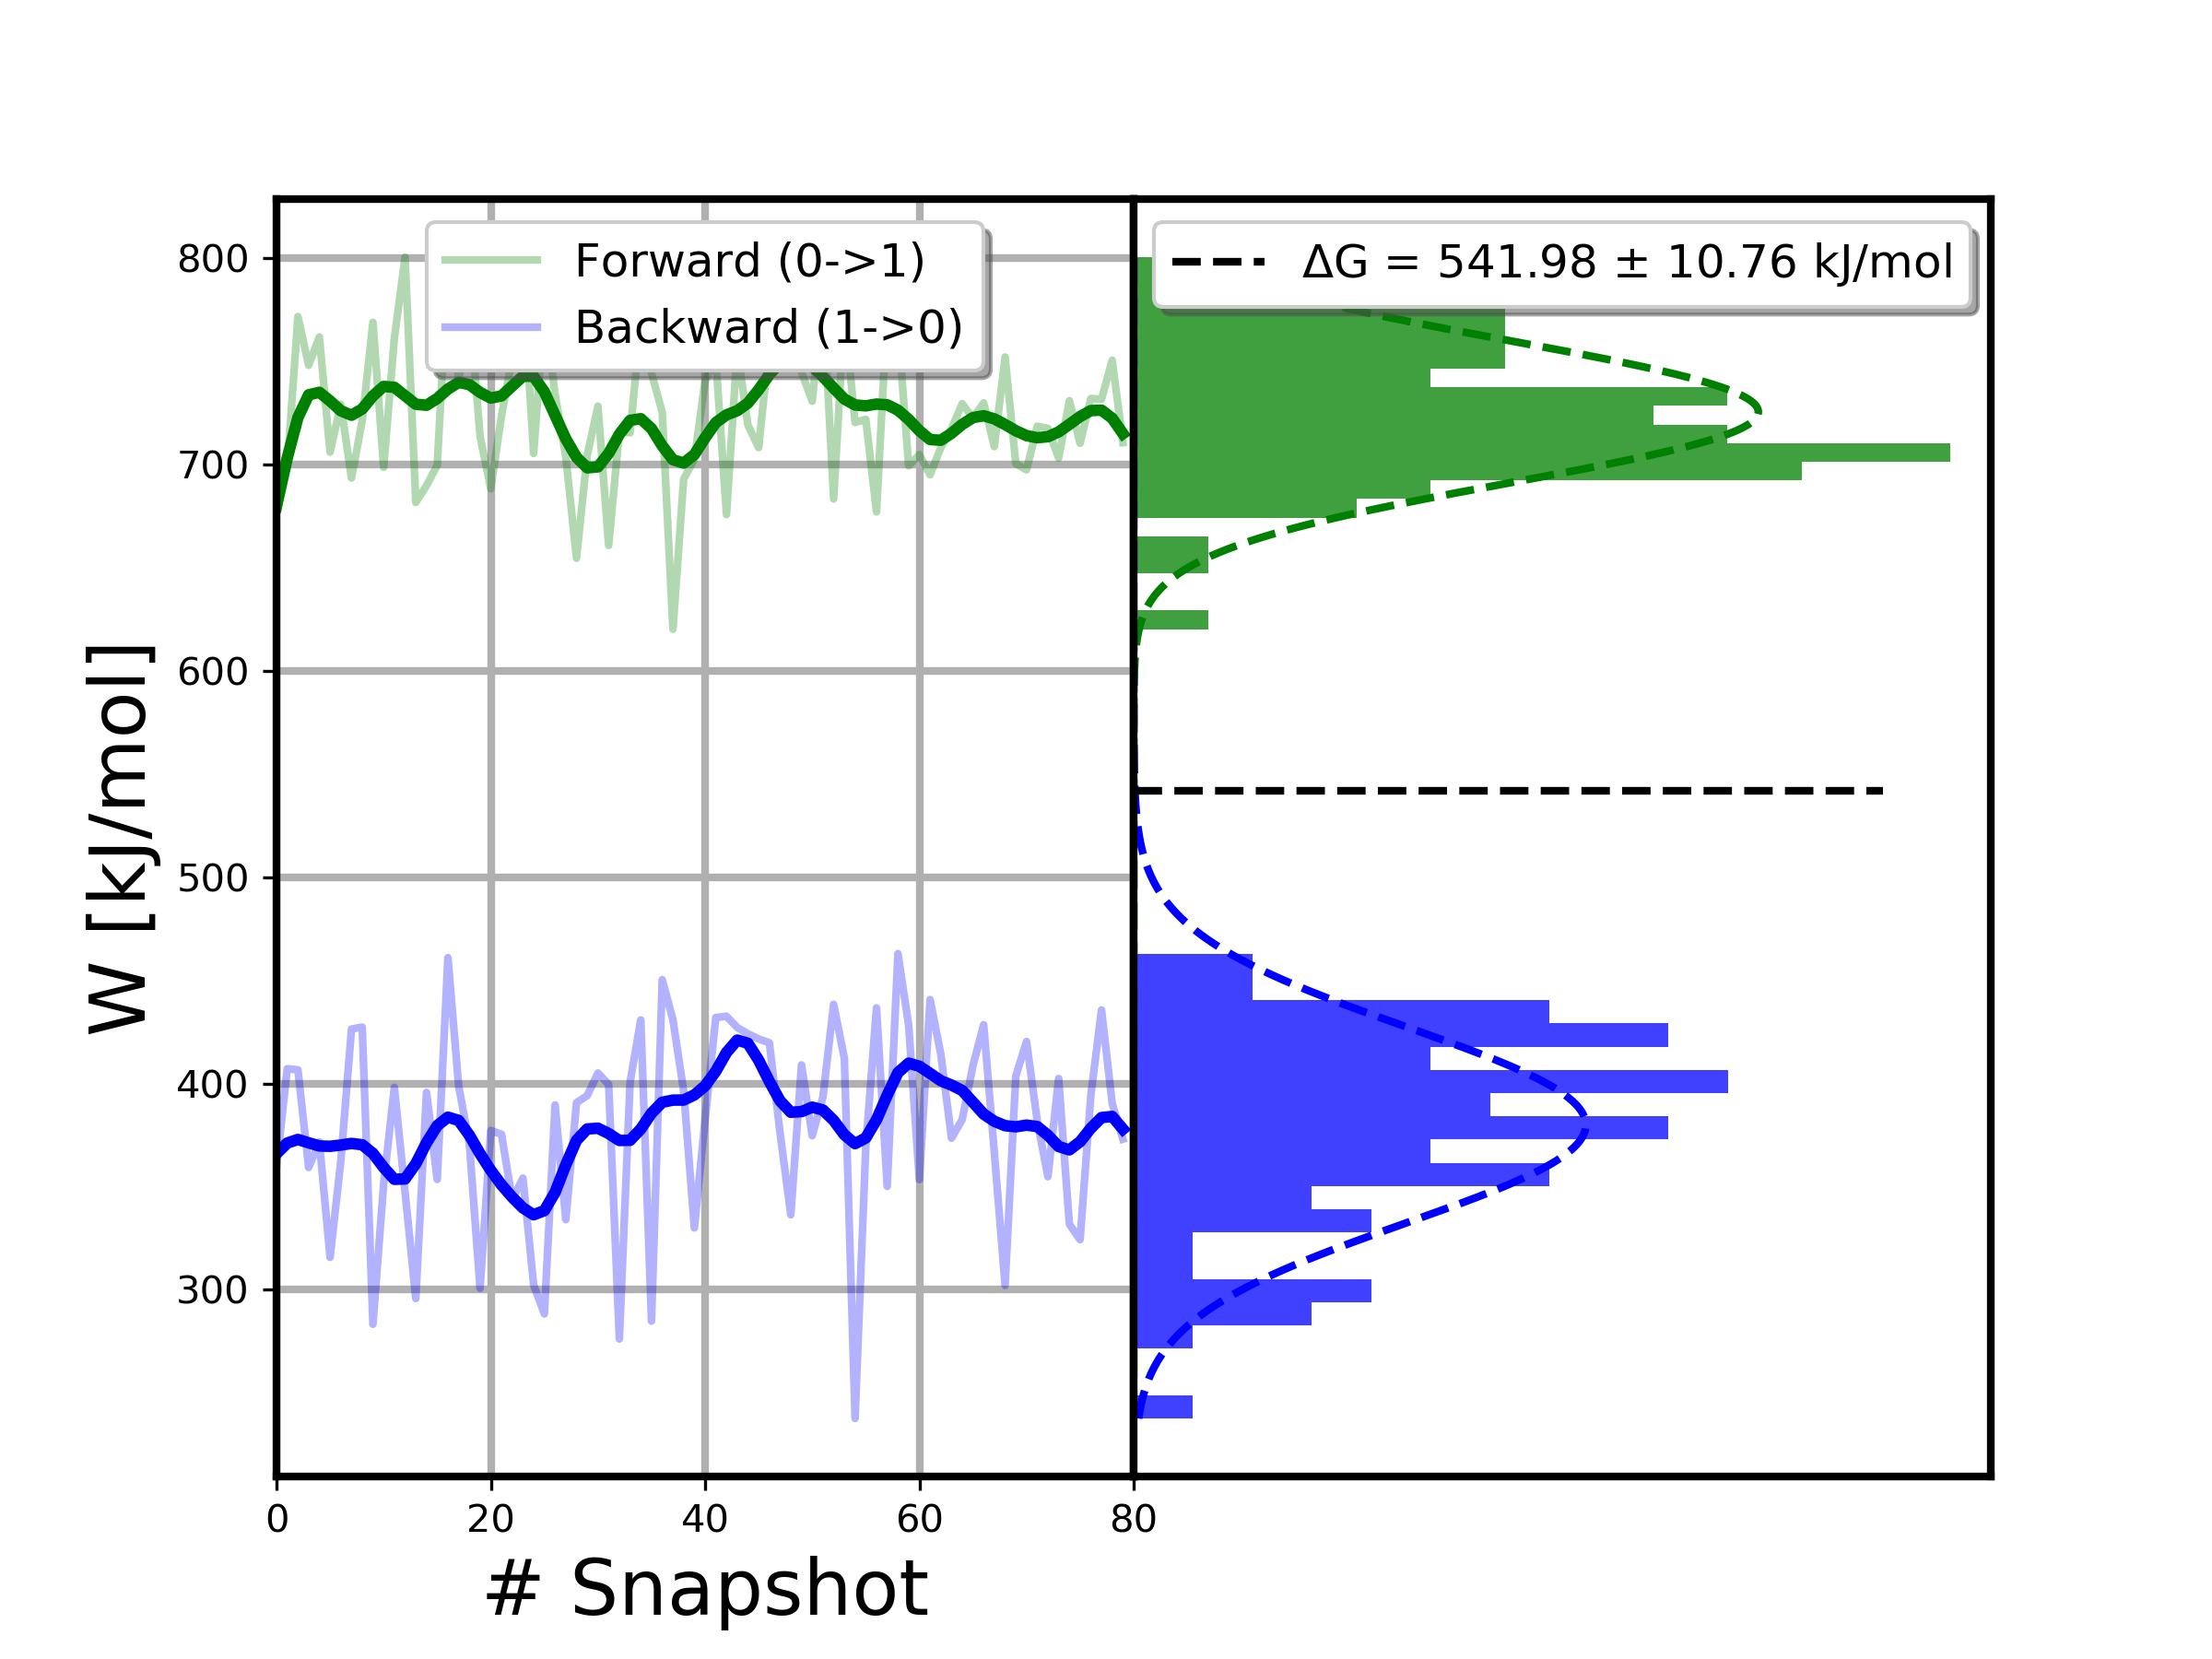 Forward (0->1)
Backward (1->0)
ΔG = 541.98 ± 10.76 kJ/mol
W [kJ/mol]
800
700
600
500
400
300
0
20
40
60
80
# Snapshot